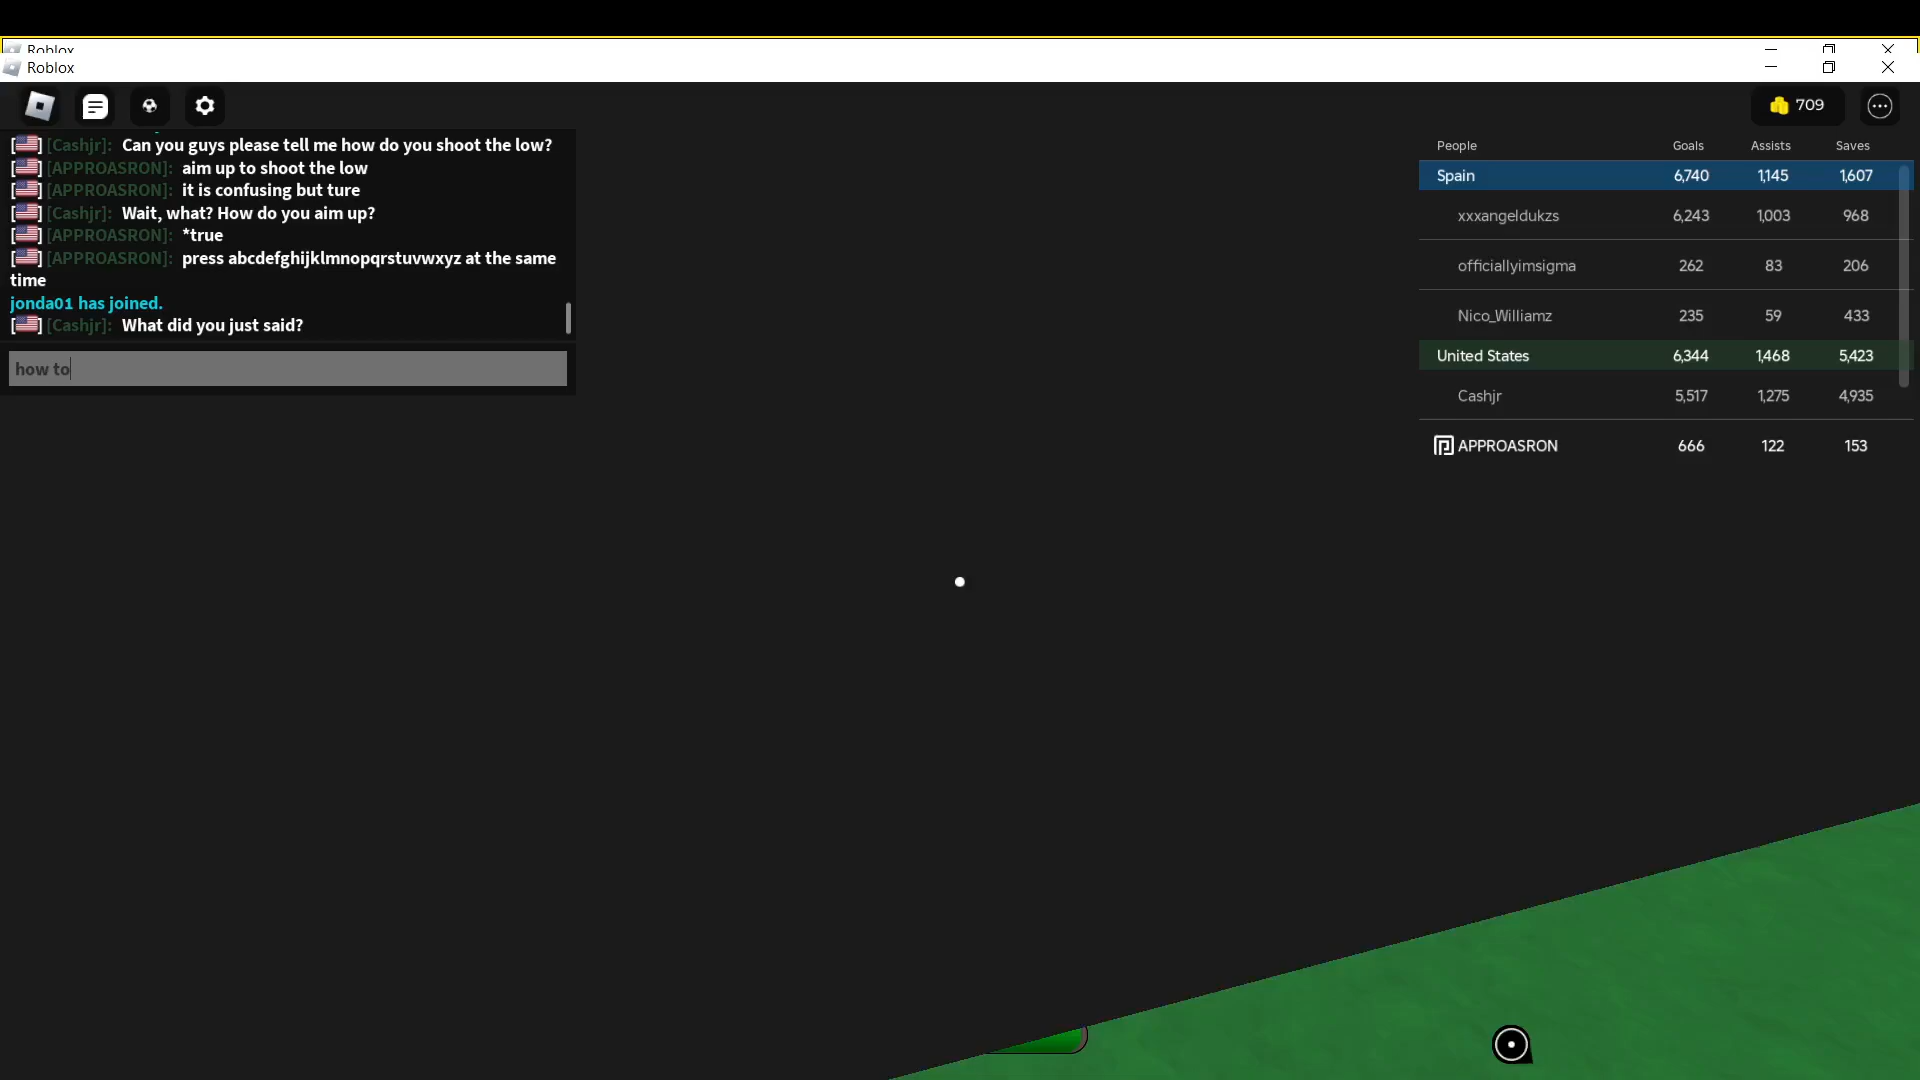 Roblox
Roblox
709
[Cashjr]: Can you guys please tell me how do you shoot the low?
[APPROASRON]: aim up to shoot the low
[APPROASRON]: it is confusing but ture
[Cashjr]: Wait, what? How do you aim up?
[APPROASRON]: *true
[APPROASRON]: press abcdefghijklmnopqrstuvwxyz at the same
time
jonda01 has joined.
[Cashjr]: What did you just said?
how to
People Goals Assists Saves
Spain 6,740 1,145 1,607
xxxangeldukzs 6,243 1,003 968
officiallyimsigma 262 83 206
Nico_Williamz 235 59 433
United States 6,344 1,468 5,423
Cashjr 5,517 1,275 4,935
APPROASRON 666 122 153